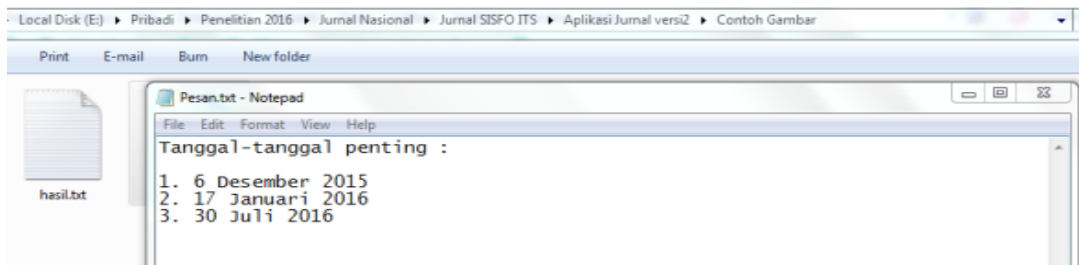 Local Disk (E:) ▸ Pribadi ▸ Penelitian 2016 ▸ Jurnal Nasional ▸ Jurnal SISFO ITS ▸ Aplikasi Jurnal versi2 ▸ Contoh Gambar
Print E-mail Burn New folder
Pesan.txt - Notepad
File Edit Format View Help
Tanggal-tanggal penting :
1. 6 Desember 2015
2. 17 Januari 2016
3. 30 Juli 2016
hasil.txt